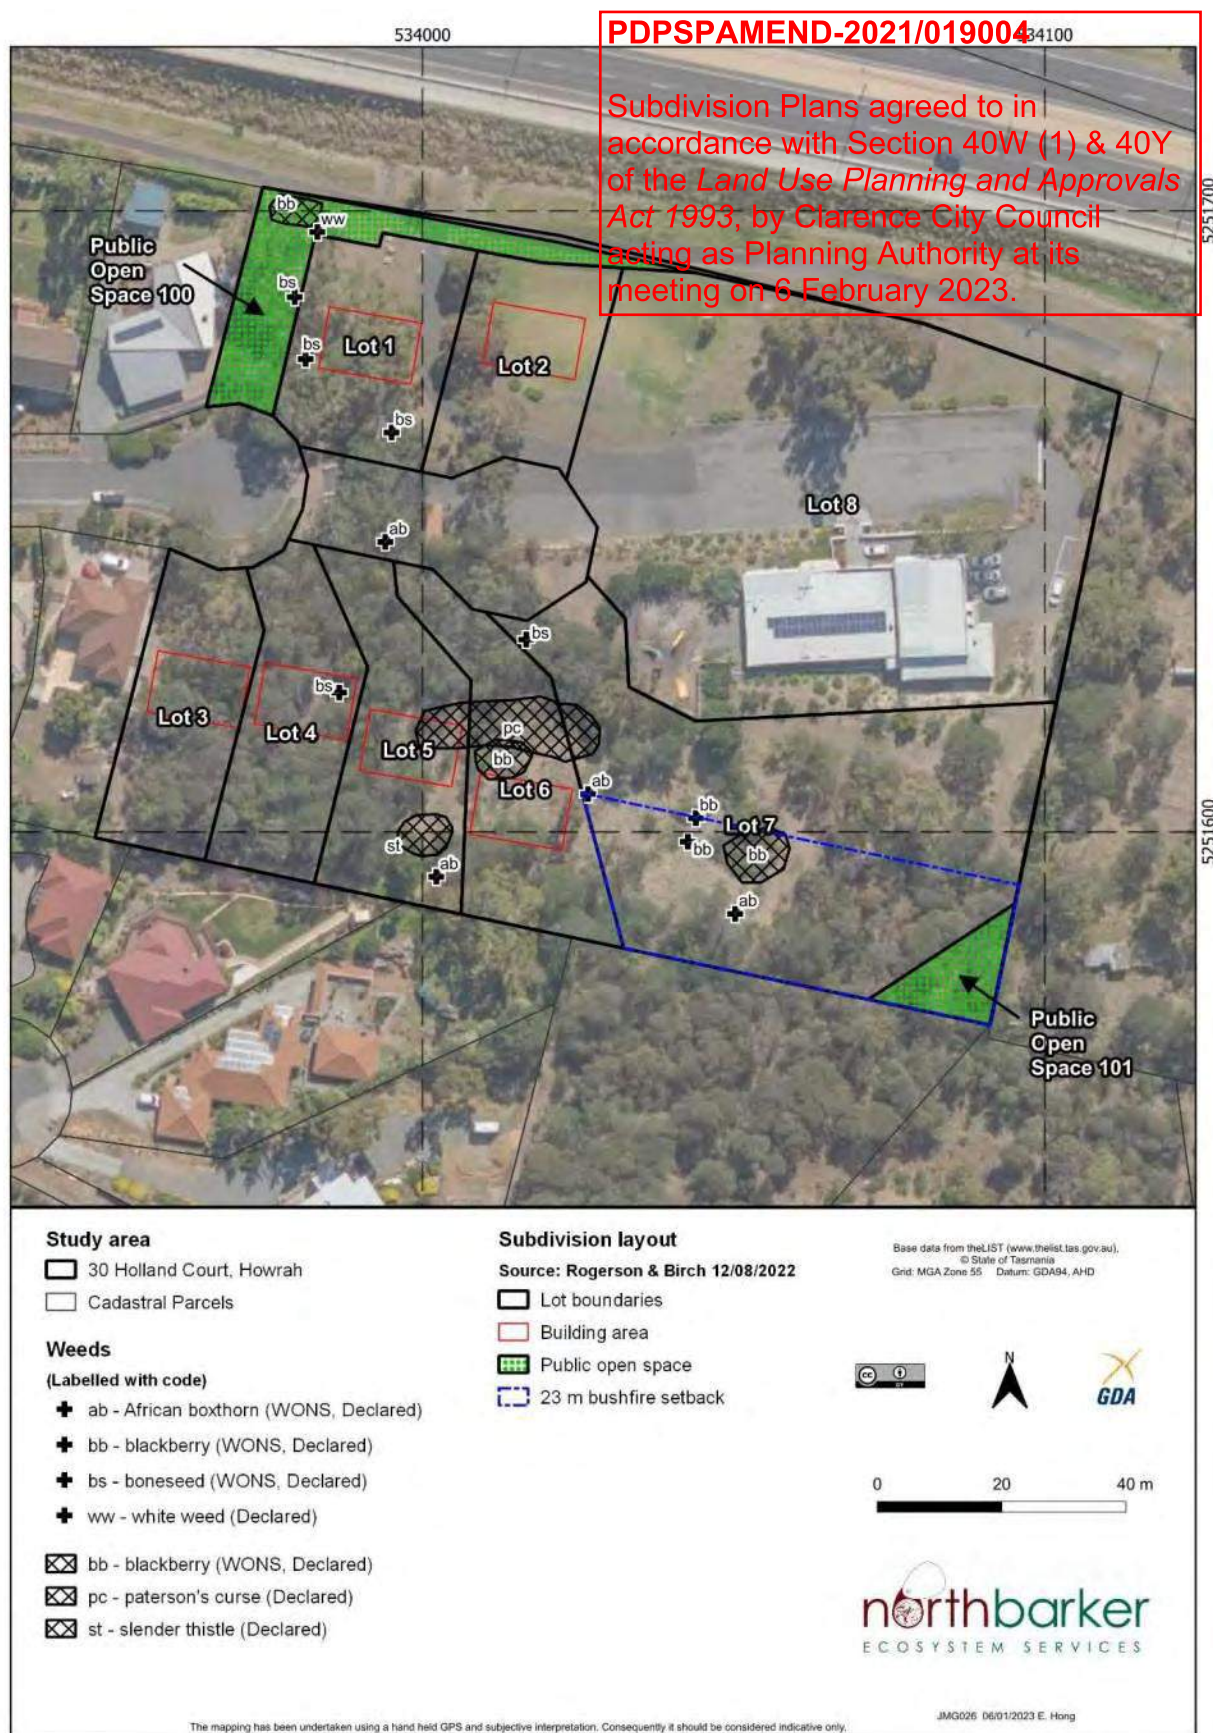 534000
534100
PDPSPAMEND-2021/019004
Subdivision Plans agreed to in
accordance with Section 40W (1) & 40Y
of the Land Use Planning and Approvals
Act 1993, by Clarence City Council
acting as Planning Authority at its
meeting on 6 February 2023.
5251700
5251600
bb
ww
Public
Open
Space 100
bs
bs
Lot 1
Lot 2
bs
Lot 8
ab
bs
bs
Lot 3
Lot 4
Lot 5
pc
bb
Lot 6
ab
bb
Lot 7
bb
bb
st
ab
ab
Public
Open
Space 101
Study area
30 Holland Court, Howrah
Cadastral Parcels
Weeds
(Labelled with code)
ab - African boxthorn (WONS, Declared)
bb - blackberry (WONS, Declared)
bs - boneseed (WONS, Declared)
ww - white weed (Declared)
bb - blackberry (WONS, Declared)
pc - paterson's curse (Declared)
st - slender thistle (Declared)
Subdivision layout
Source: Rogerson & Birch 12/08/2022
Lot boundaries
Building area
Public open space
23 m bushfire setback
Base data from theLIST (www.thelist.tas.gov.au),
© State of Tasmania
Grid: MGA Zone 55 Datum: GDA94, AHD
cc
BY
N
GDA
0 20 40 m
northbarker
ECOSYSTEM SERVICES
JMG026 06/01/2023 E. Hong
The mapping has been undertaken using a hand held GPS and subjective interpretation. Consequently it should be considered indicative only.